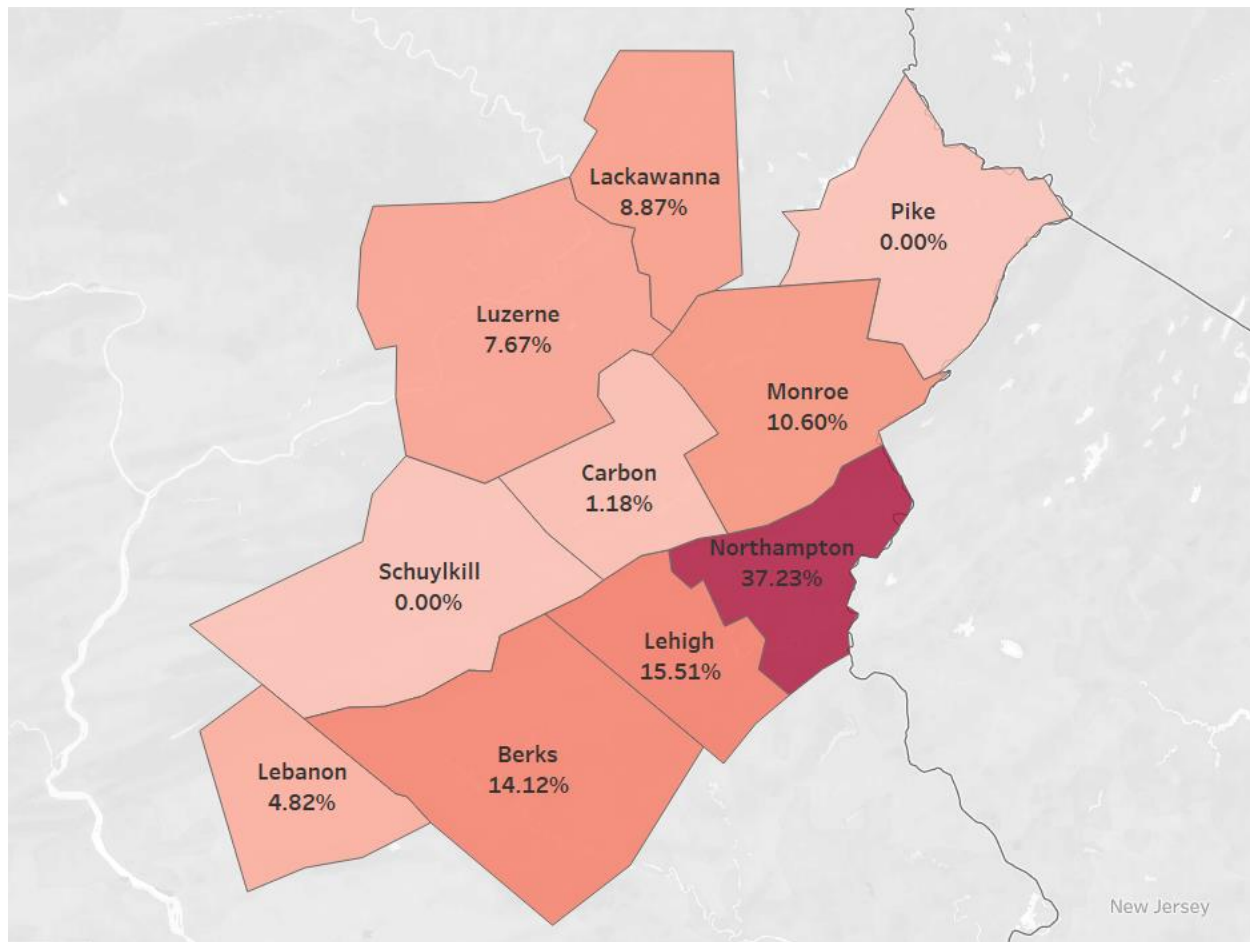 Lackawanna
8.87%
Pike
0.00%
Luzerne
7.67%
Monroe
10.60%
Carbon
1.18%
Northampton
37.23%
Schuylkill
0.00%
Lehigh
15.51%
Berks
14.12%
Lebanon
4.82%
New Jersey